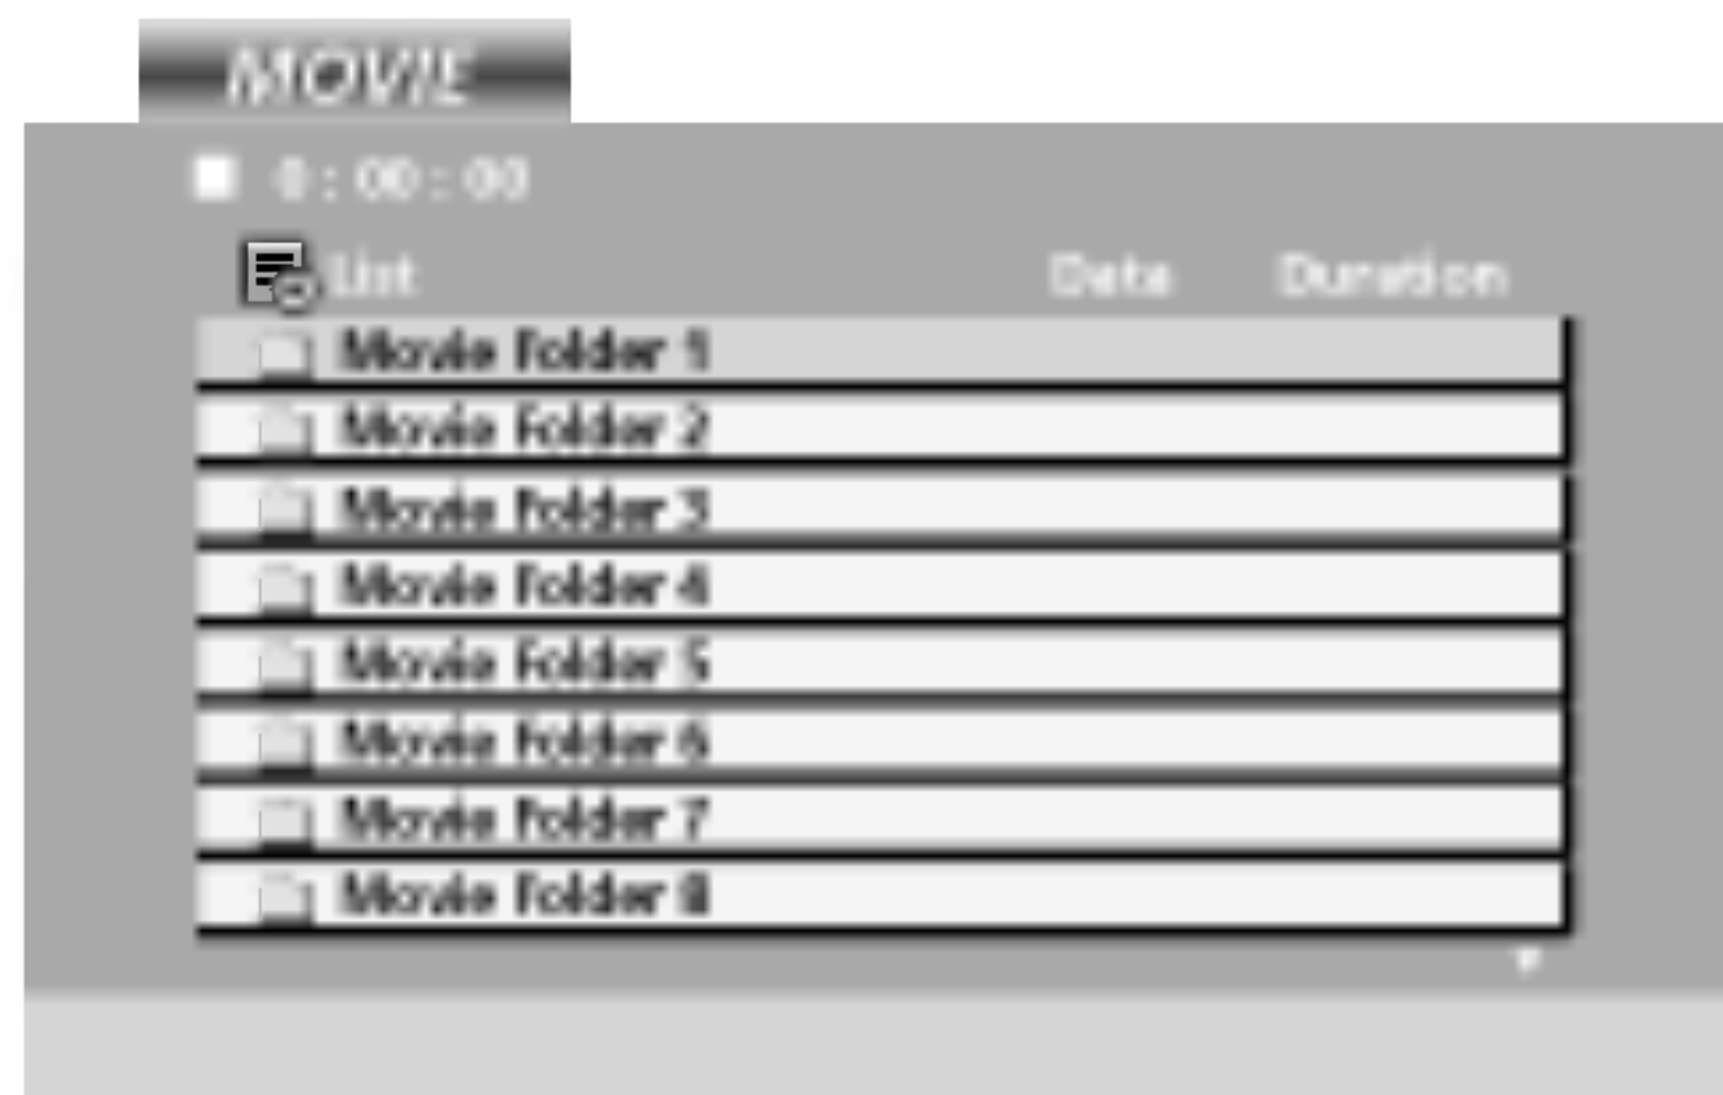 MOVIE
0:00:00
List Date Duration
Movie Folder 1
Movie Folder 2
Movie Folder 3
Movie Folder 4
Movie Folder 5
Movie Folder 6
Movie Folder 7
Movie Folder 8